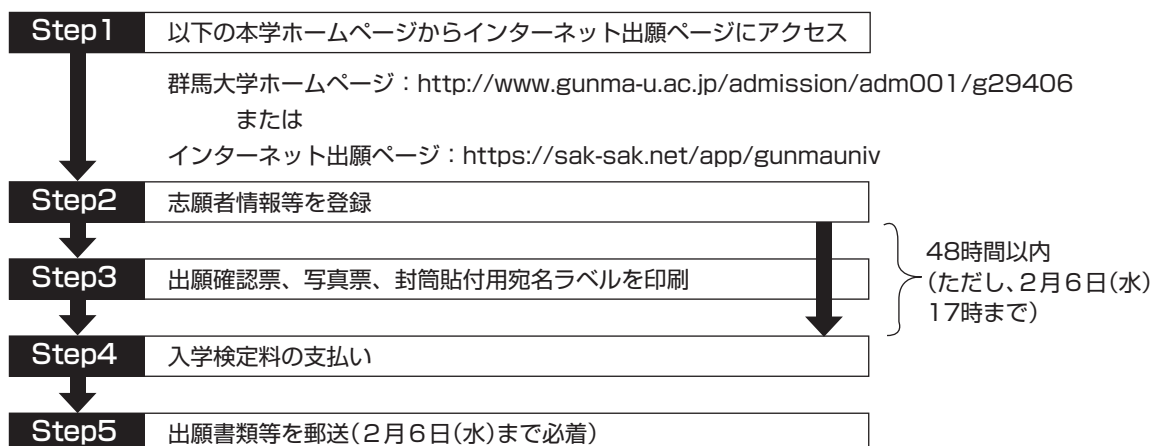 Step1 以下の本学ホームページからインターネット出願ページにアクセス
群馬大学ホームページ：http://www.gunma-u.ac.jp/admission/adm001/g29406
または
インターネット出願ページ：https://sak-sak.net/app/gunmauniv
Step2 志願者情報等を登録
48時間以内
(ただし、2月6日(水)
17時まで)
Step3 出願確認票、写真票、封筒貼付用宛名ラベルを印刷
Step4 入学検定料の支払い
Step5 出願書類等を郵送(2月6日(水)まで必着)